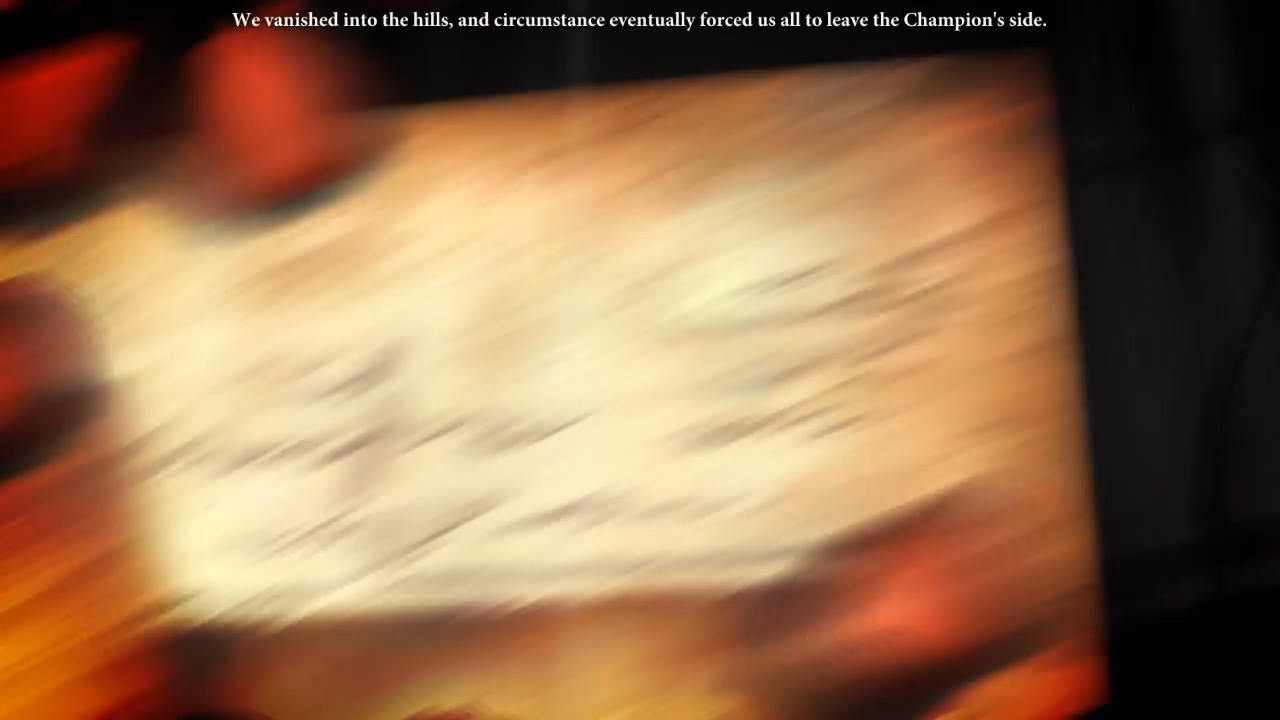 We vanished into the hills, and circumstance eventually forced us all to leave the Champion's side.